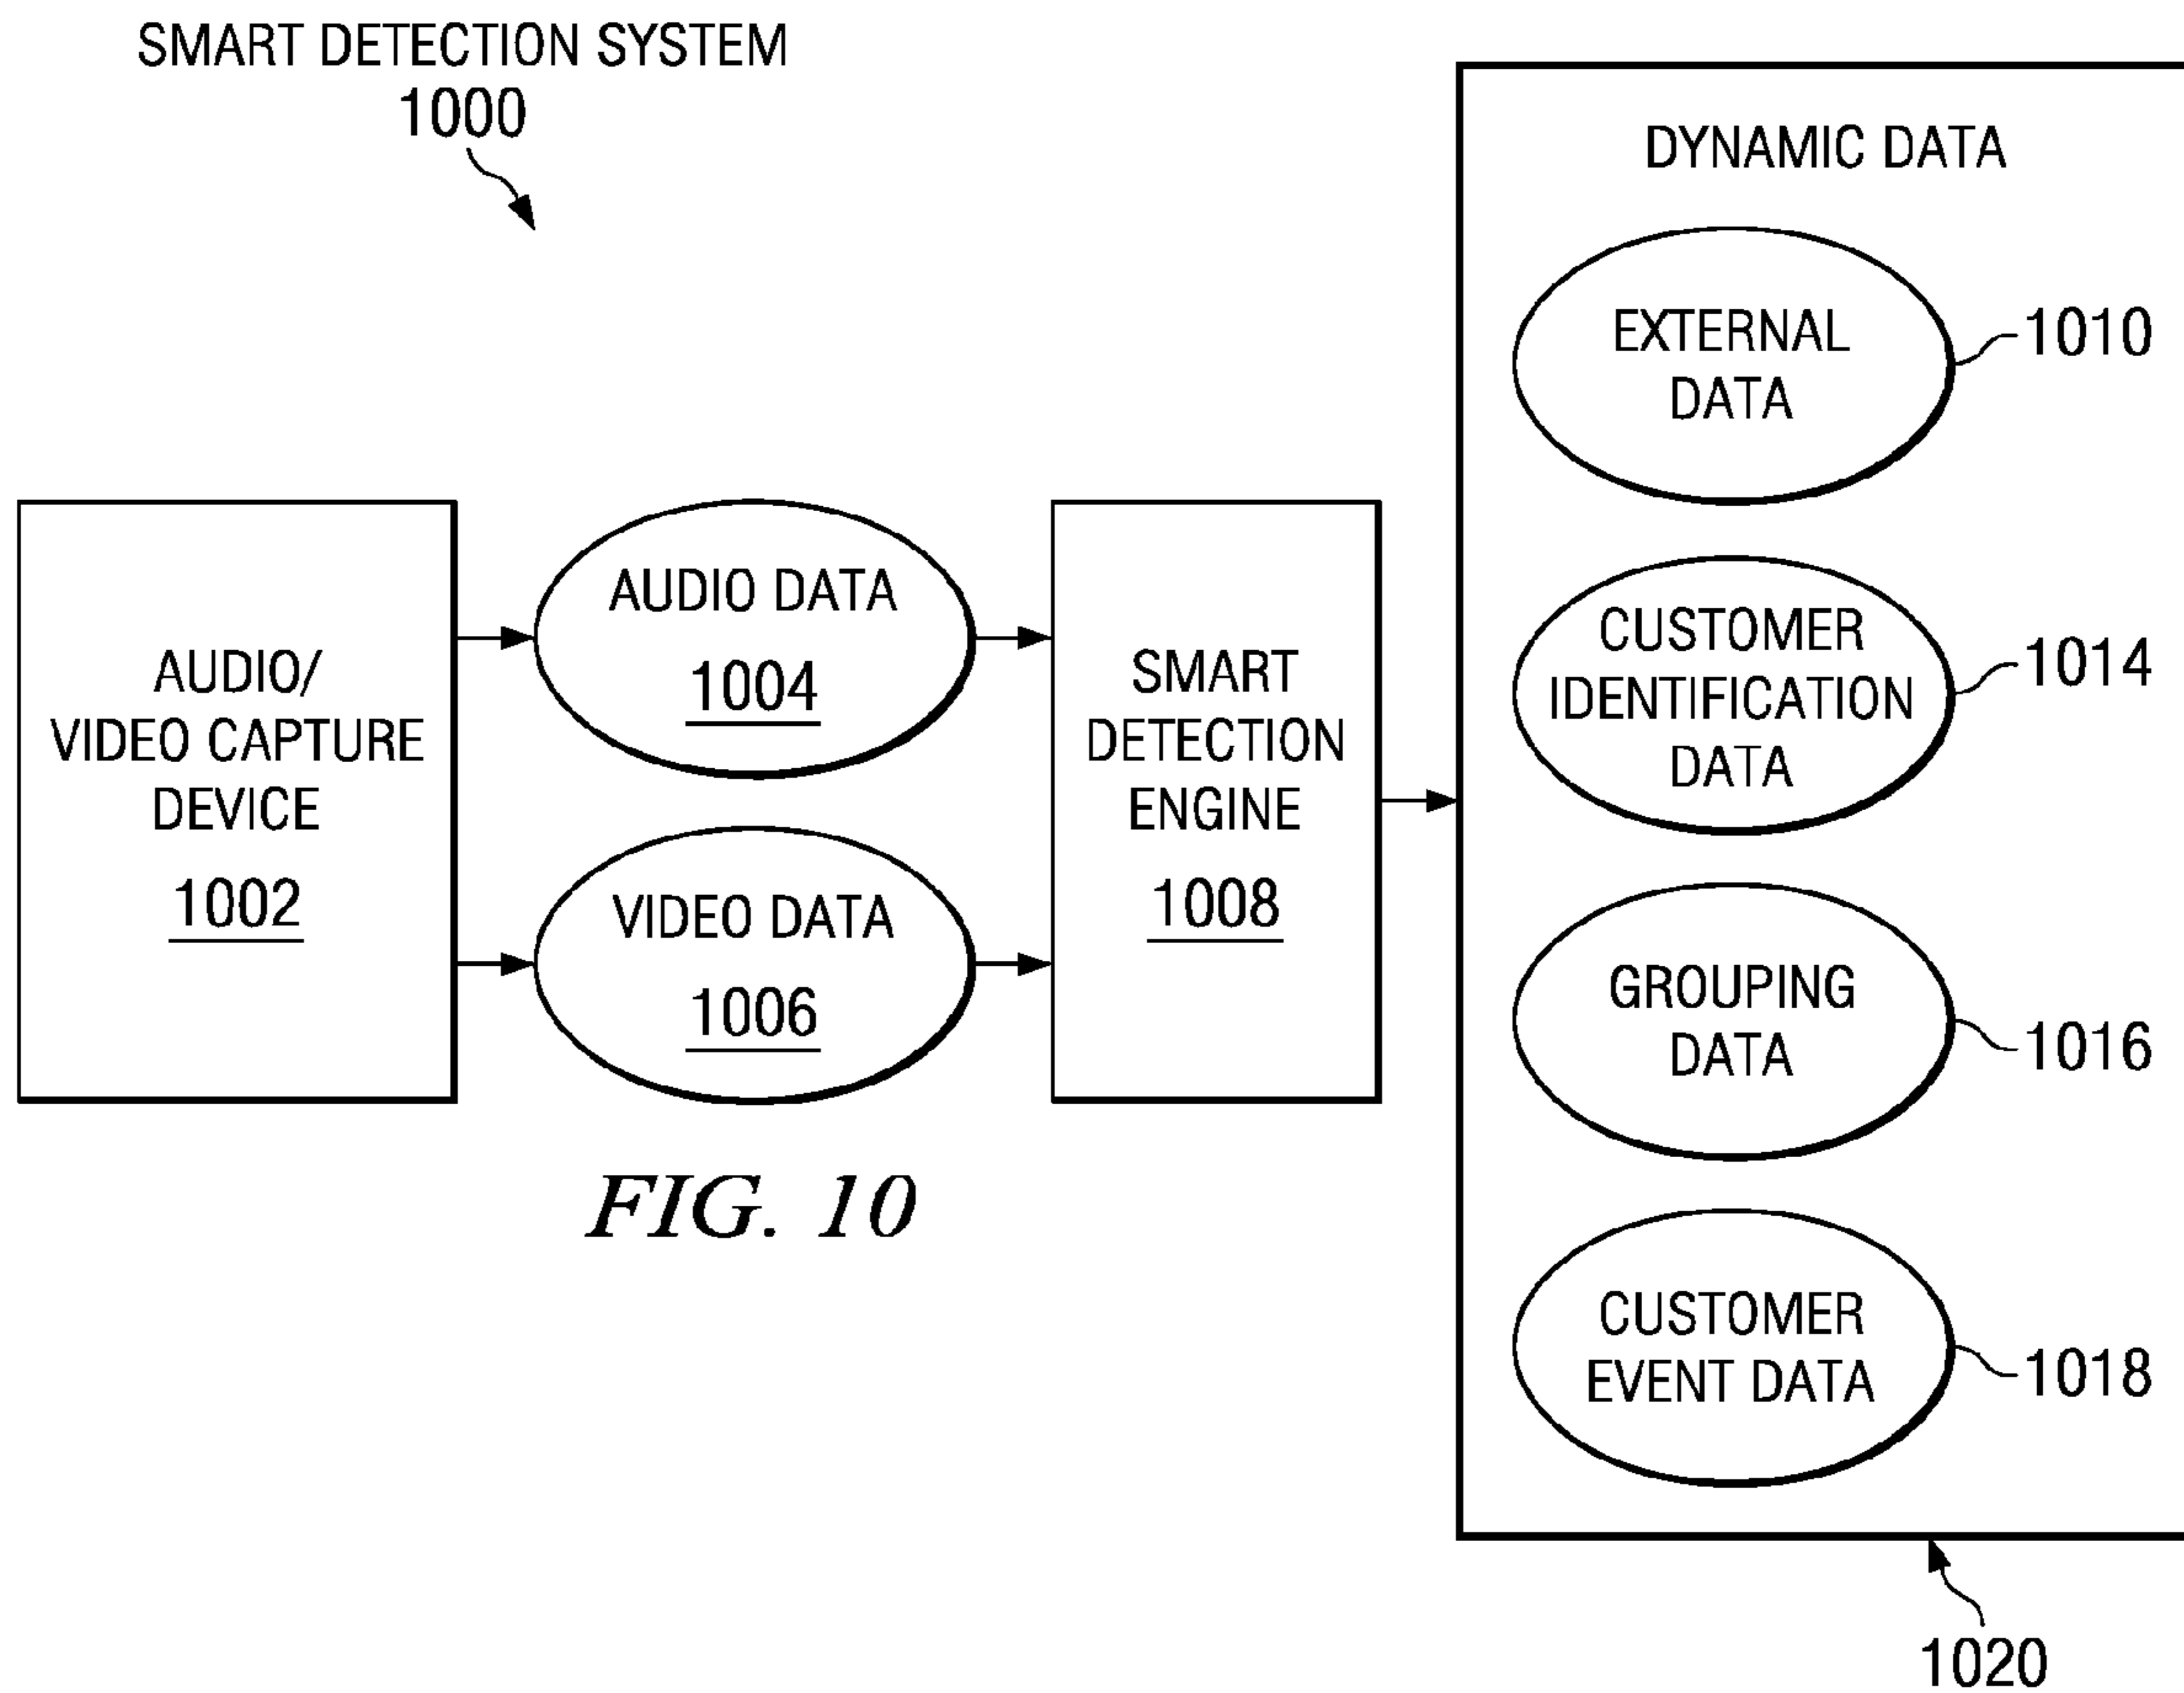 SMART DETECTION SYSTEM
1000
AUDIO/
VIDEO CAPTURE
DEVICE
1002
AUDIO DATA
1004
VIDEO DATA
1006
SMART
DETECTION
ENGINE
1008
DYNAMIC DATA
EXTERNAL
DATA
1010
CUSTOMER
IDENTIFICATION
DATA
1014
GROUPING
DATA
1016
CUSTOMER
EVENT DATA
1018
1020
FIG. 10